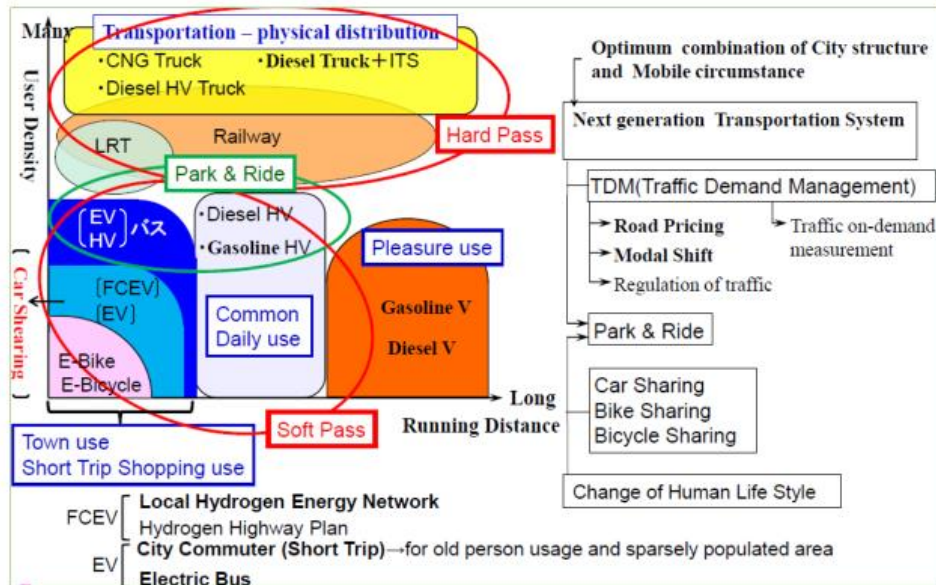 Many
Transportation – physical distribution
・CNG Truck ・Diesel Truck＋ITS
・Diesel HV Truck
User Density
LRT
Railway
Hard Pass
Park & Ride
EV
HV バス
・Diesel HV
・Gasoline HV
Pleasure use
[FCEV]
[EV]
Common
Daily use
Gasoline V
Diesel V
{ Car Shearing }
E-Bike
E-Bicycle
Long
Running Distance
Soft Pass
Town use
Short Trip Shopping use
FCEV
Local Hydrogen Energy Network
Hydrogen Highway Plan
EV
City Commuter (Short Trip)→for old person usage and sparsely populated area
Electric Bus
Optimum combination of City structure
and Mobile circumstance
Next generation Transportation System
TDM(Traffic Demand Management)
Road Pricing
Modal Shift
Regulation of traffic
Traffic on-demand
measurement
Park & Ride
Car Sharing
Bike Sharing
Bicycle Sharing
Change of Human Life Style